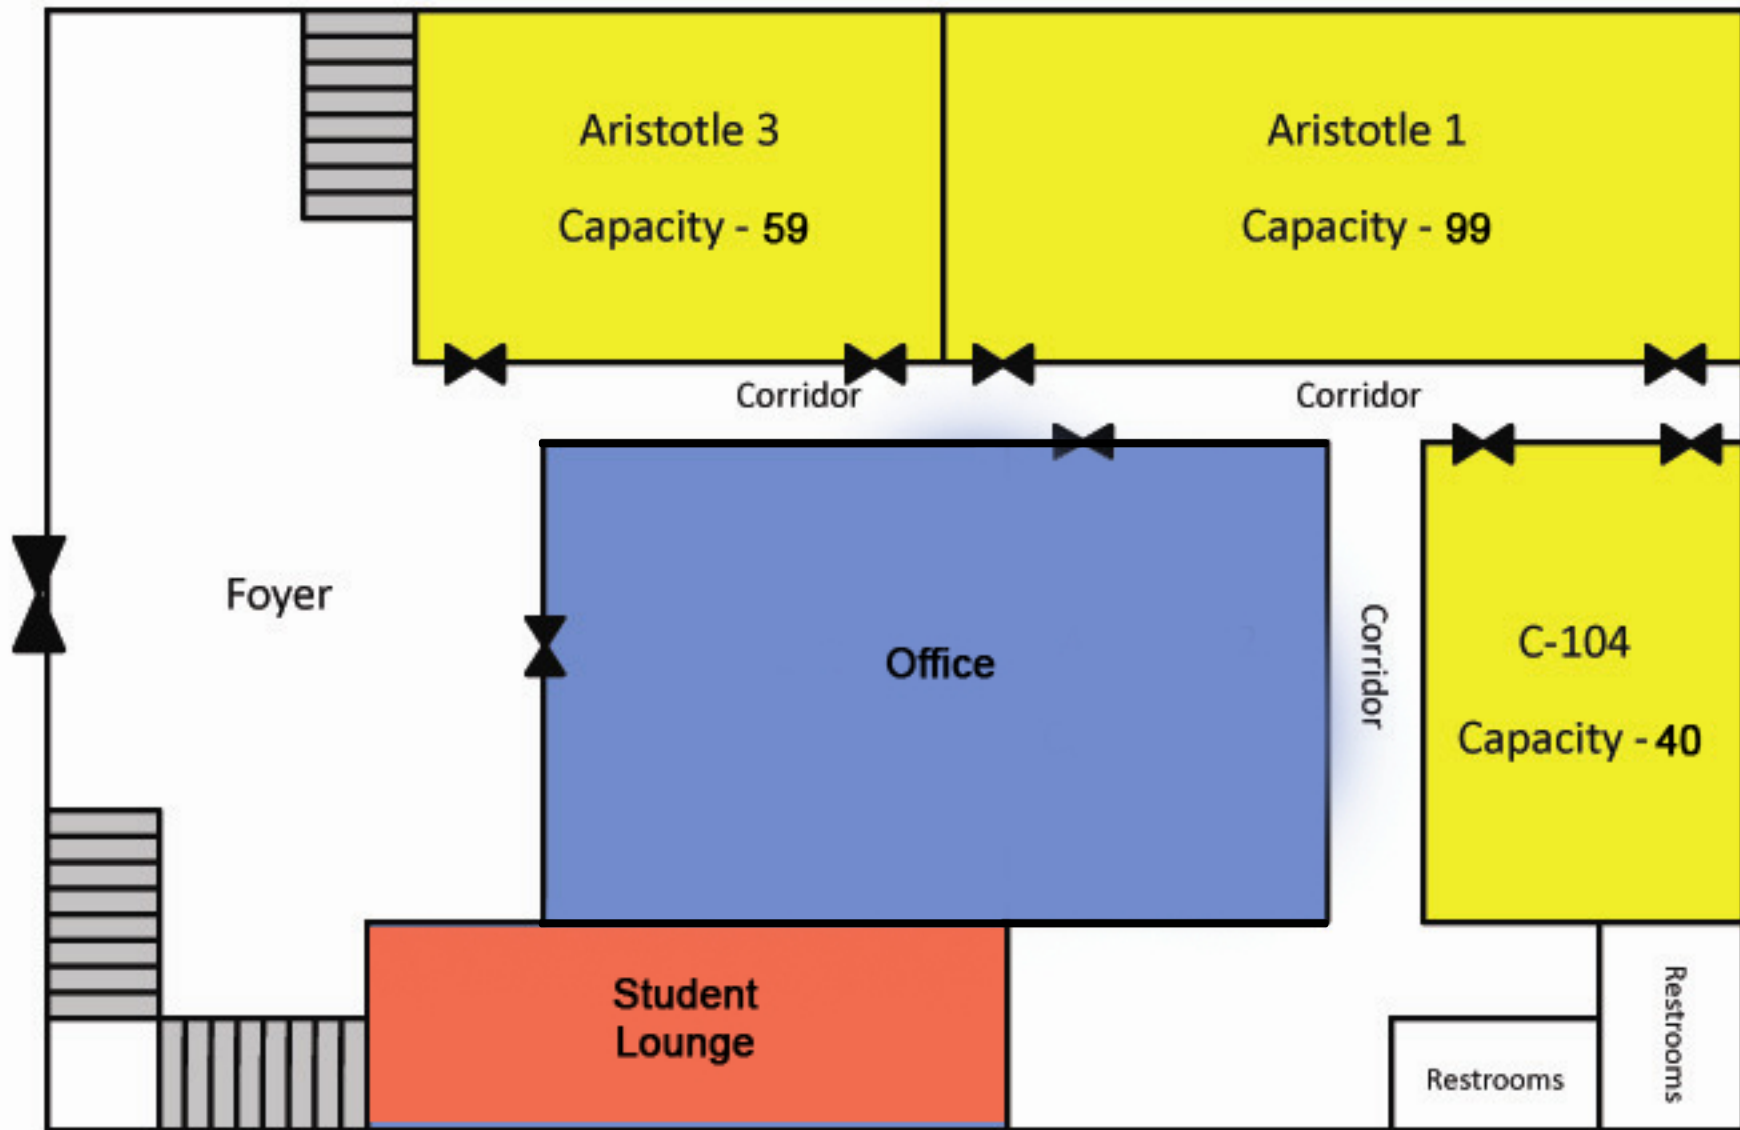 Aristotle 3
Capacity - 59
Aristotle 1
Capacity - 99
Corridor
Corridor
Foyer
Office
Corridor
C-104
Capacity - 40
Student
Lounge
Restrooms
Restrooms